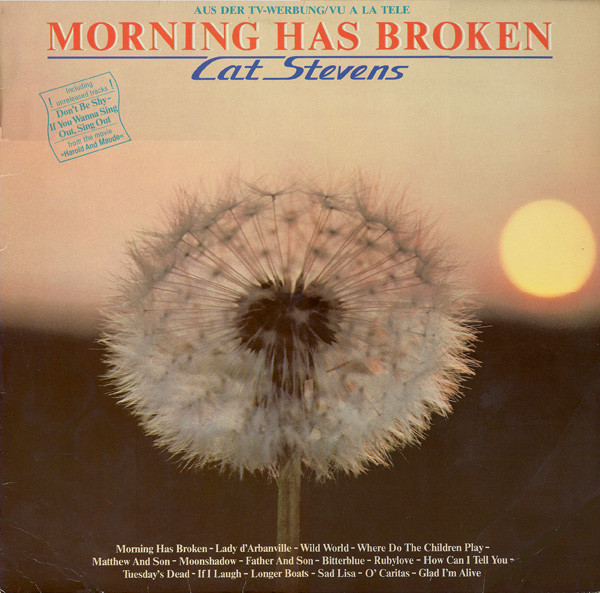 AUS DER TV-WERBUNG/VU A LA TELE
MORNING HAS BROKEN
Cat Stevens
! Including !
unreleased tracks
Don't Be Shy-
If You Wanna Sing
Out, Sing Out
from the movie
»Harold And Maude«
Morning Has Broken - Lady d'Arbanville - Wild World - Where Do The Children Play -
Matthew And Son - Moonshadow - Father And Son - Bitterblue - Rubylove - How Can I Tell You -
Tuesday's Dead - If I Laugh - Longer Boats - Sad Lisa - O' Caritas - Glad I'm Alive